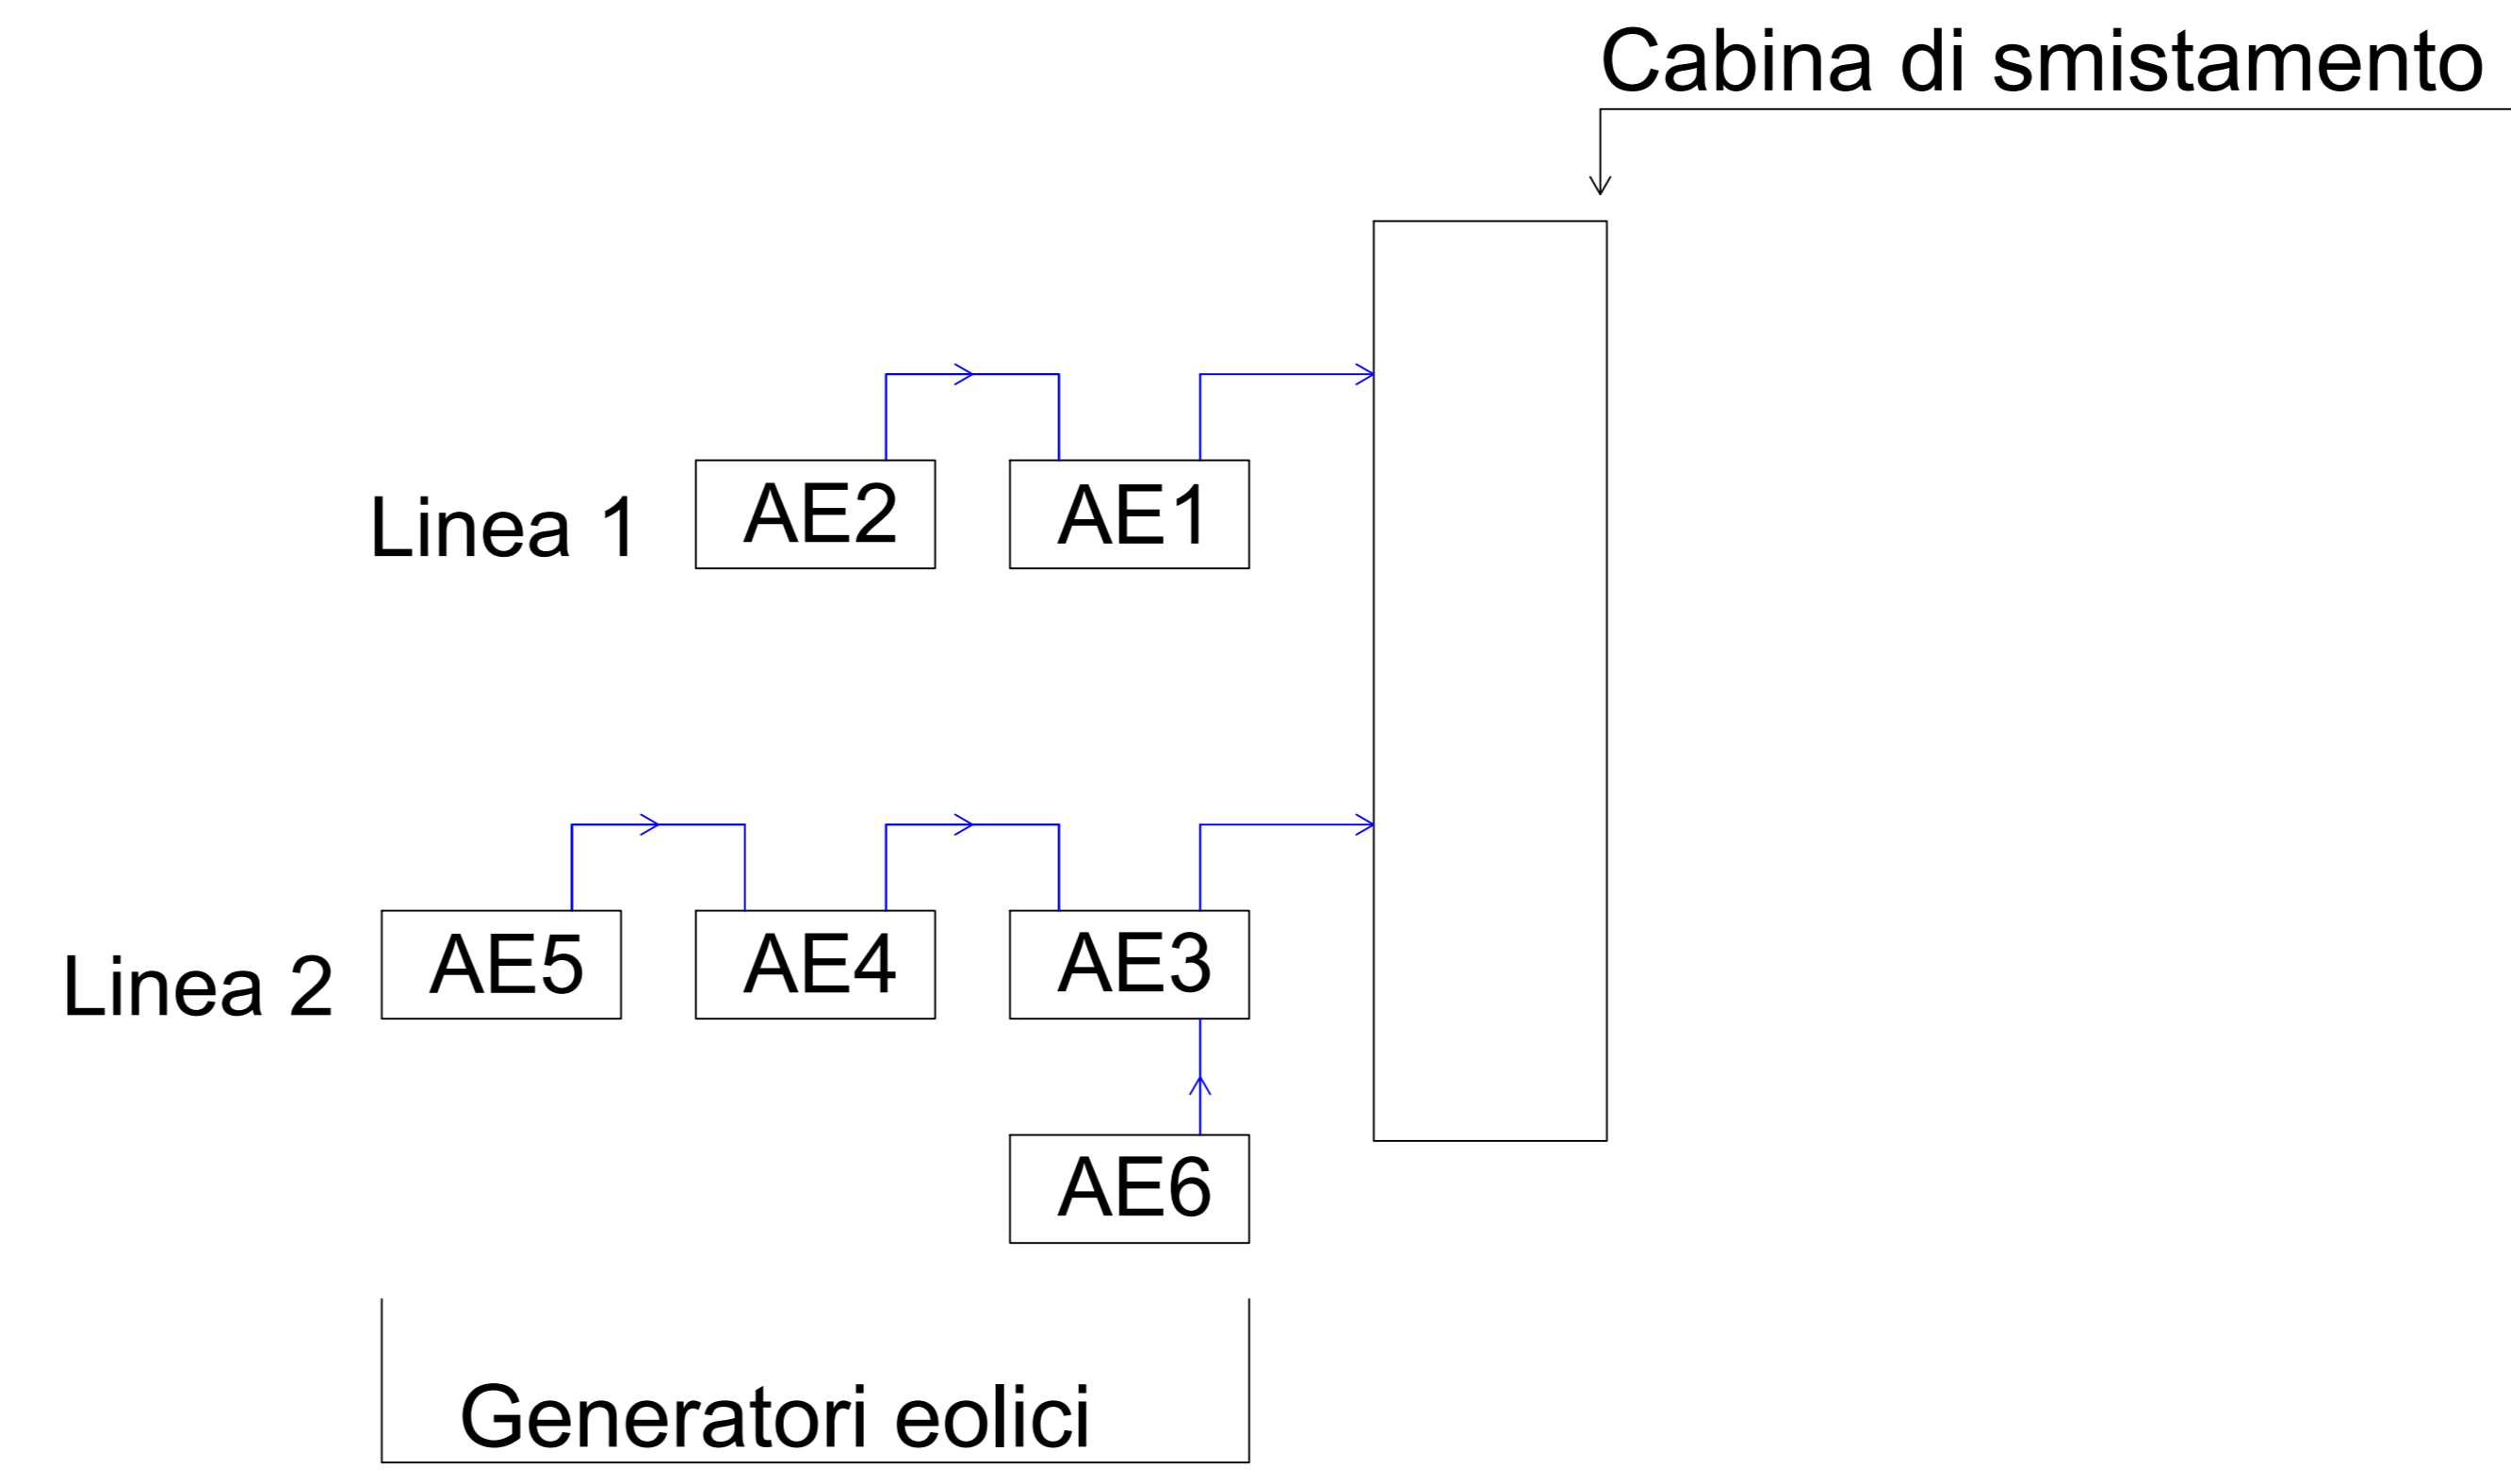 Cabina di smistamento
Linea 1
AE2
AE1
Linea 2
AE5
AE4
AE3
AE6
Generatori eolici